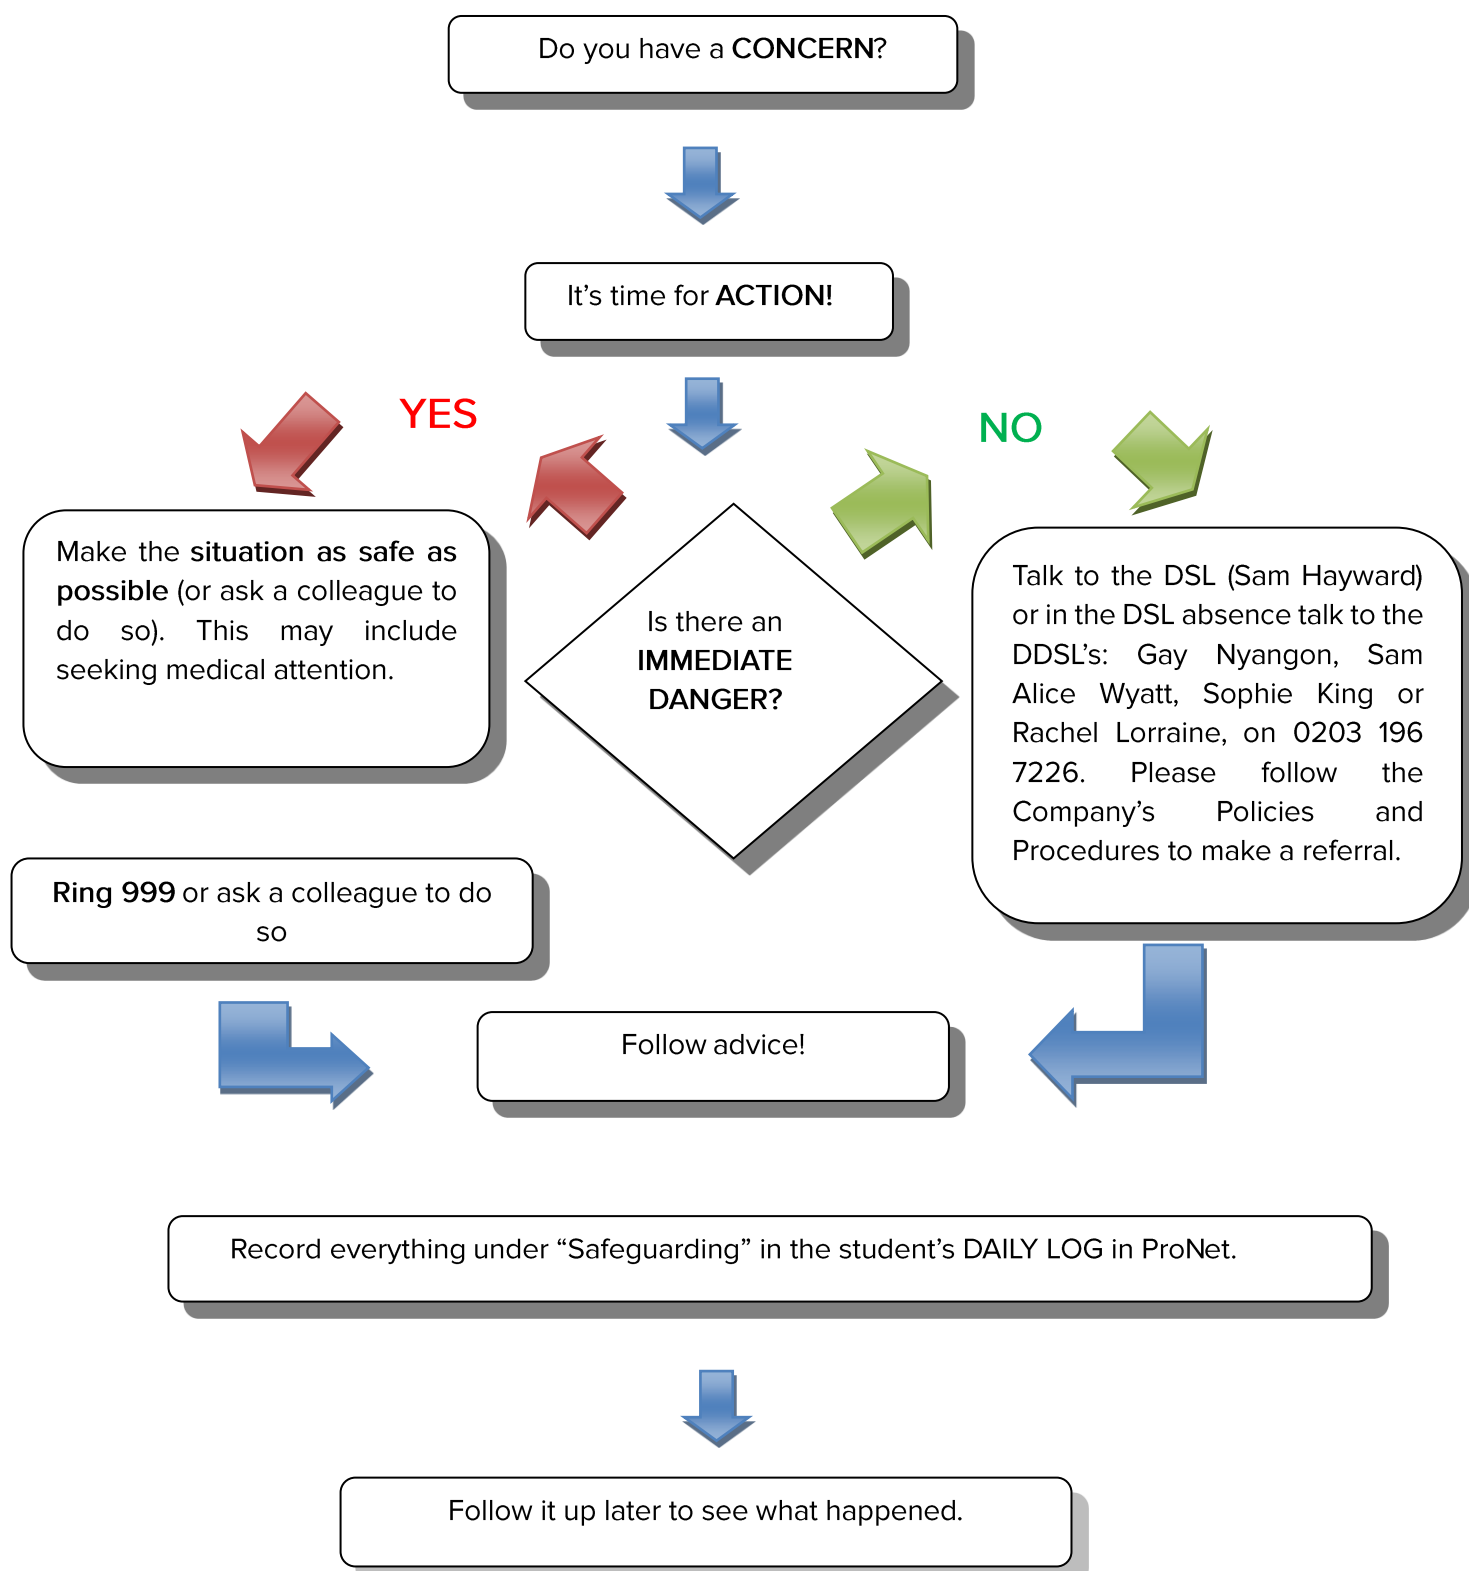 Do you have a CONCERN?
It’s time for ACTION!
YES
NO
Make the situation as safe as
possible (or ask a colleague to
do so). This may include
seeking medical attention.
Is there an
IMMEDIATE
DANGER?
Talk to the DSL (Sam Hayward)
or in the DSL absence talk to the
DDSL’s: Gay Nyangon, Sam
Alice Wyatt, Sophie King or
Rachel Lorraine, on 0203 196
7226. Please follow the
Company’s Policies and
Procedures to make a referral.
Ring 999 or ask a colleague to do
so
Follow advice!
Record everything under “Safeguarding” in the student’s DAILY LOG in ProNet.
Follow it up later to see what happened.